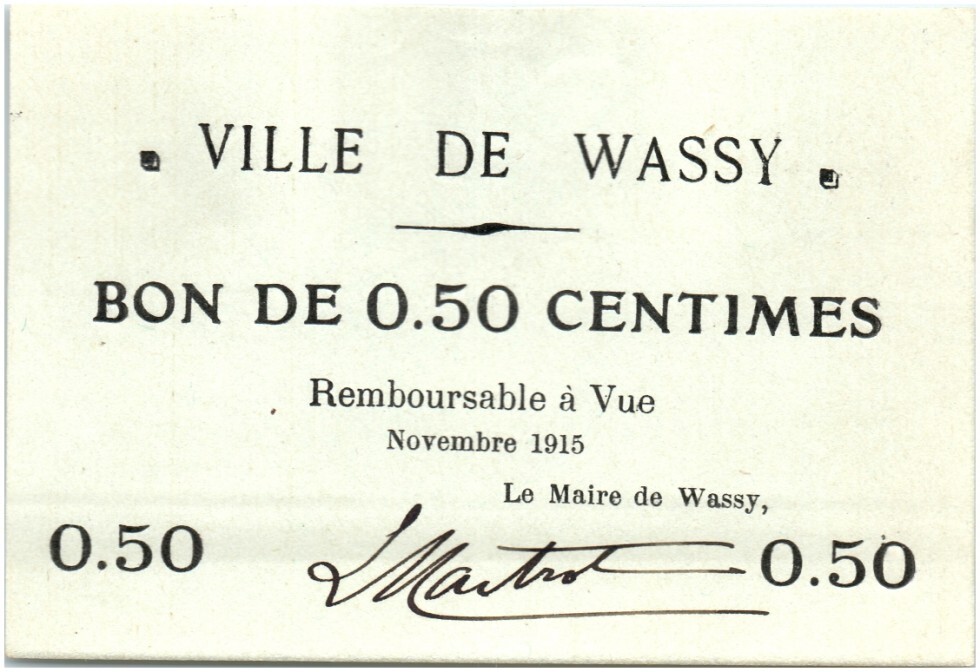 VILLE DE WASSY
BON DE 0.50 CENTIMES
Remboursable à Vue
Novembre 1915
Le Maire de Wassy,
0.50
0.50